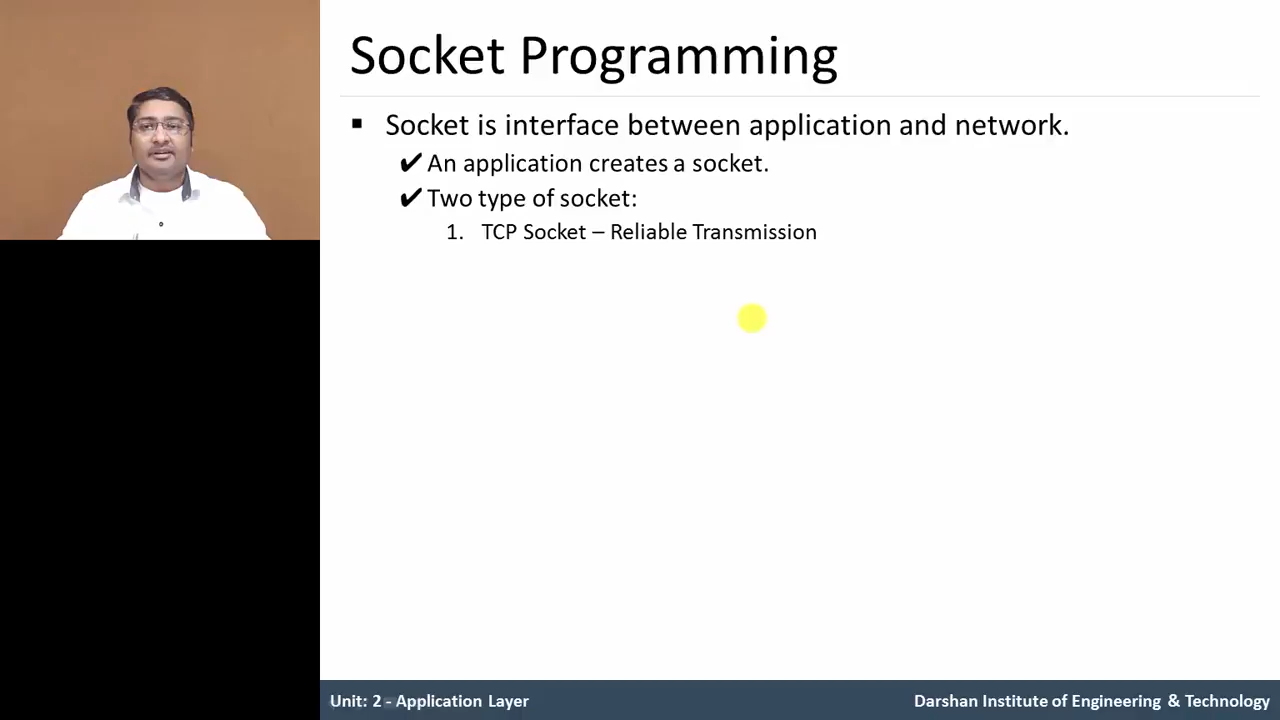 Socket Programming
▪ Socket is interface between application and network.
✔ An application creates a socket.
✔ Two type of socket:
1. TCP Socket – Reliable Transmission
Unit: 2 - Application Layer
Darshan Institute of Engineering & Technology